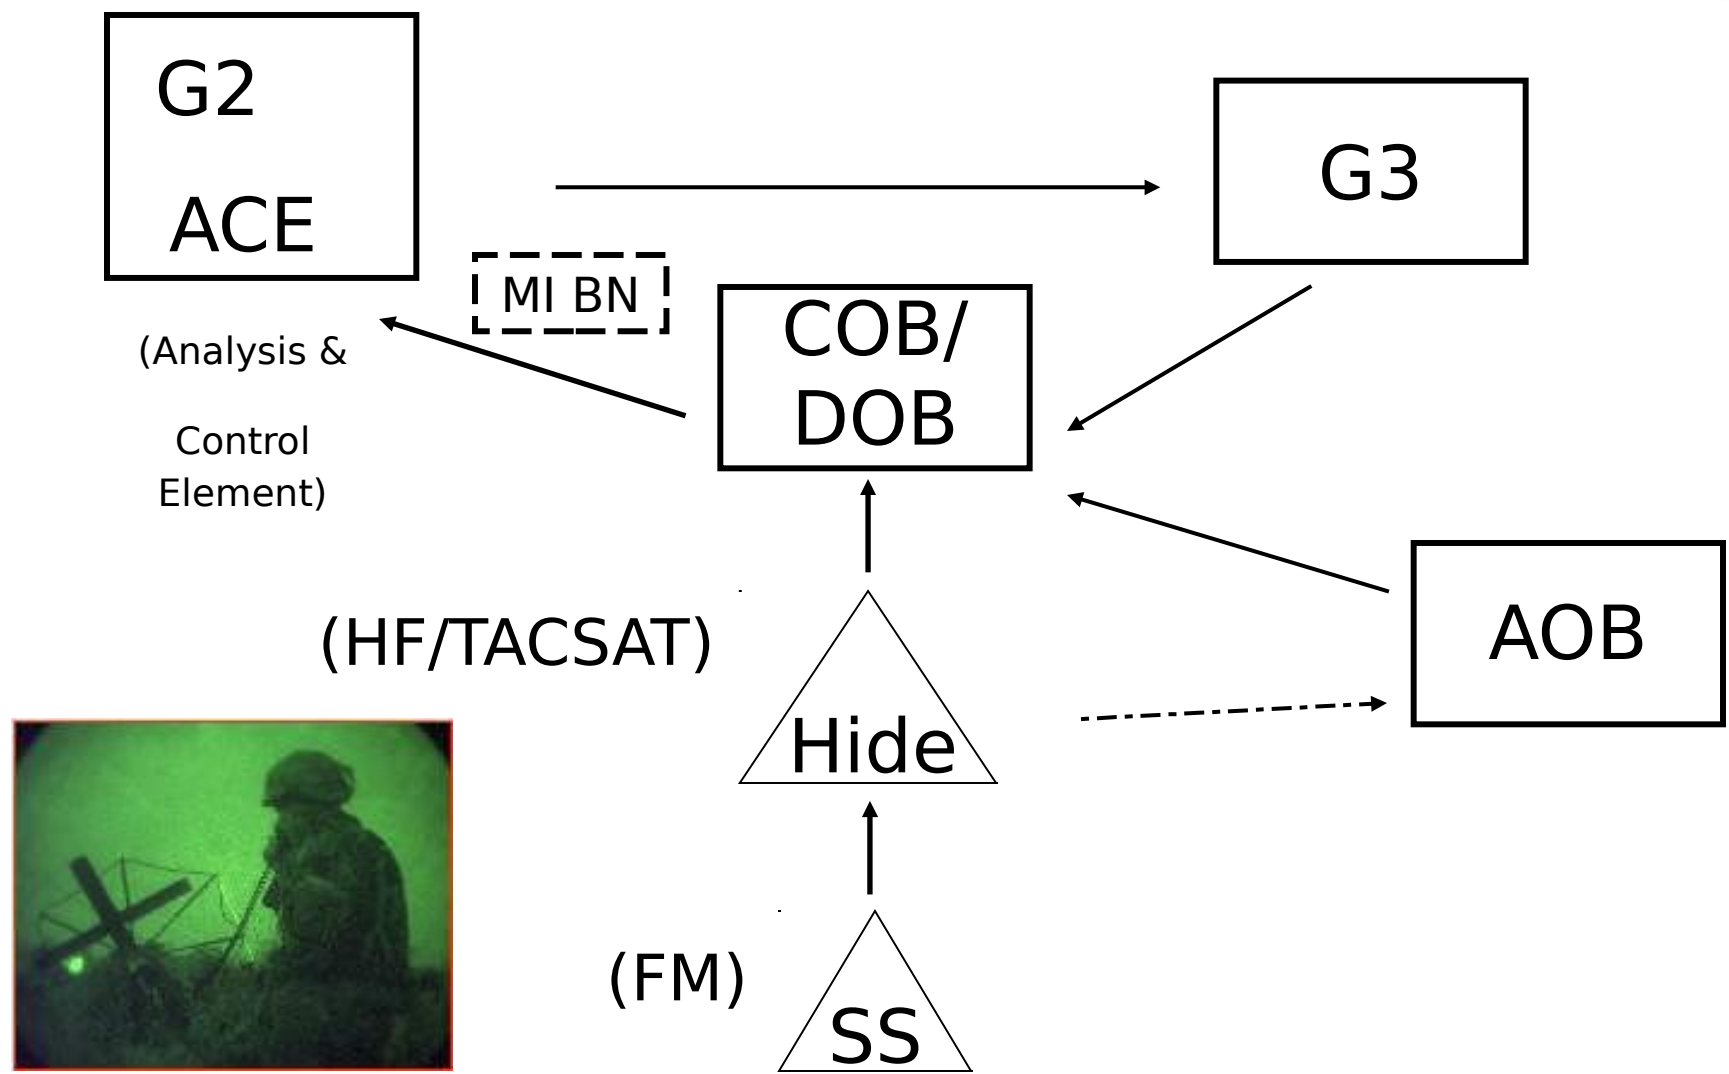 G2
ACE
G3
MI BN
COB/
DOB
(Analysis &
Control
Element)
(HF/TACSAT)
AOB
Hide
(FM)
SS